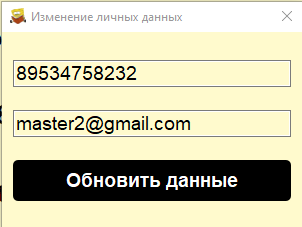 Изменение личных данных
89534758232
master2@gmail.com
Обновить данные